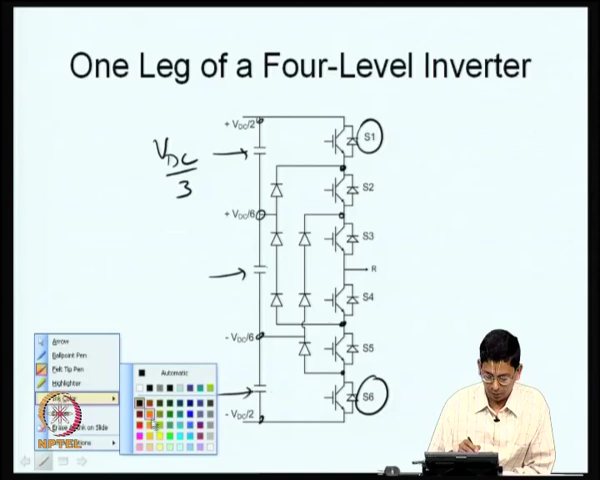 One Leg of a Four-Level Inverter
+ VDC/2
S1
VDC/3
S2
+ VDC/6
S3
R
S4
- VDC/6
S5
S6
- VDC/2
Arrow
Ballpoint Pen
Felt Tip Pen
Highlighter
Automatic
NPTEL